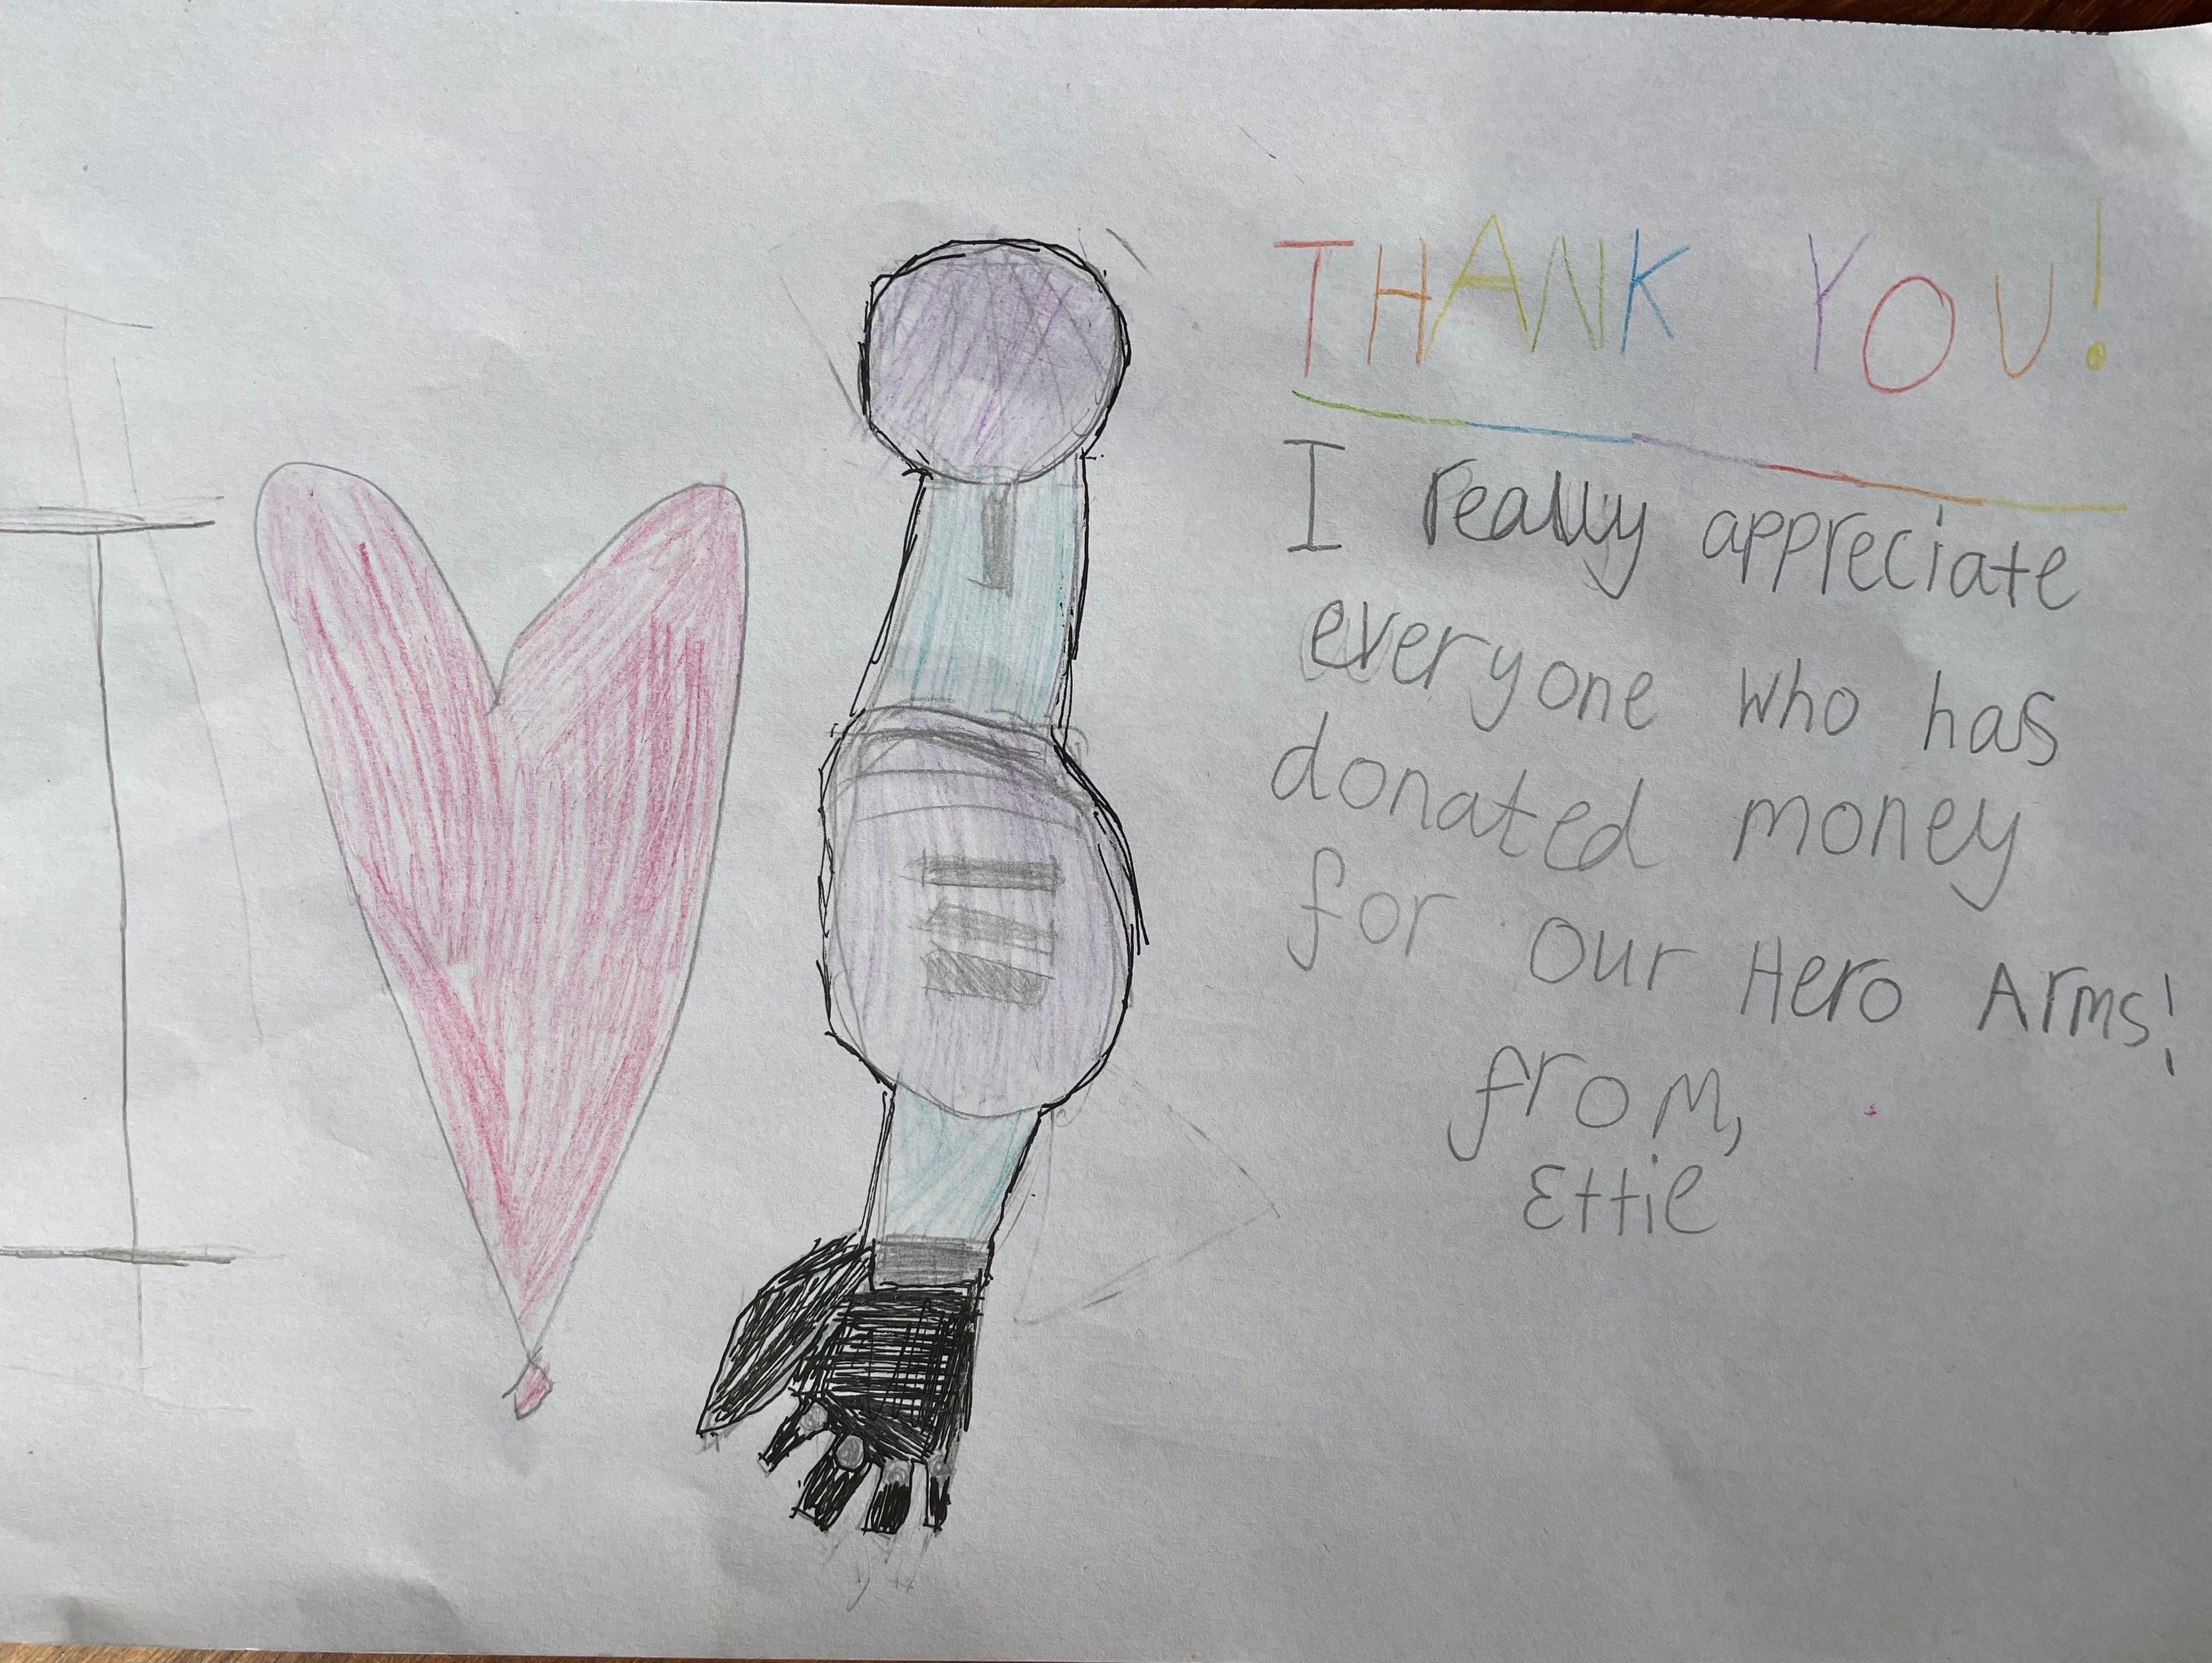 I
THANK YOU!
I really appreciate
everyone who has
donated money
for our Hero Arms!
from,
Ettie